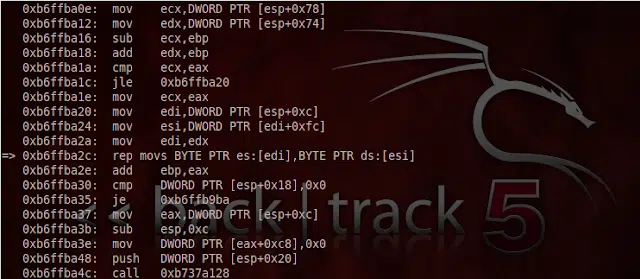 0xb6ffba0e: mov ecx,DWORD PTR [esp+0x78]
0xb6ffba12: mov edx,DWORD PTR [esp+0x74]
0xb6ffba16: sub ecx,ebp
0xb6ffba18: add edx,ebp
0xb6ffba1a: cmp ecx,eax
0xb6ffba1c: jle 0xb6ffba20
0xb6ffba1e: mov ecx,eax
0xb6ffba20: mov edi,DWORD PTR [esp+0xc]
0xb6ffba24: mov esi,DWORD PTR [edi+0xfc]
0xb6ffba2a: mov edi,edx
=> 0xb6ffba2c: rep movs BYTE PTR es:[edi],BYTE PTR ds:[esi]
0xb6ffba2e: add ebp,eax
0xb6ffba30: cmp DWORD PTR [esp+0x18],0x0
0xb6ffba35: je 0xb6ffb9ba
0xb6ffba37: mov eax,DWORD PTR [esp+0xc]
0xb6ffba3b: sub esp,0xc
0xb6ffba3e: mov DWORD PTR [eax+0xc8],0x0
0xb6ffba48: push DWORD PTR [esp+0x20]
0xb6ffba4c: call 0xb737a128
<< back | track 5